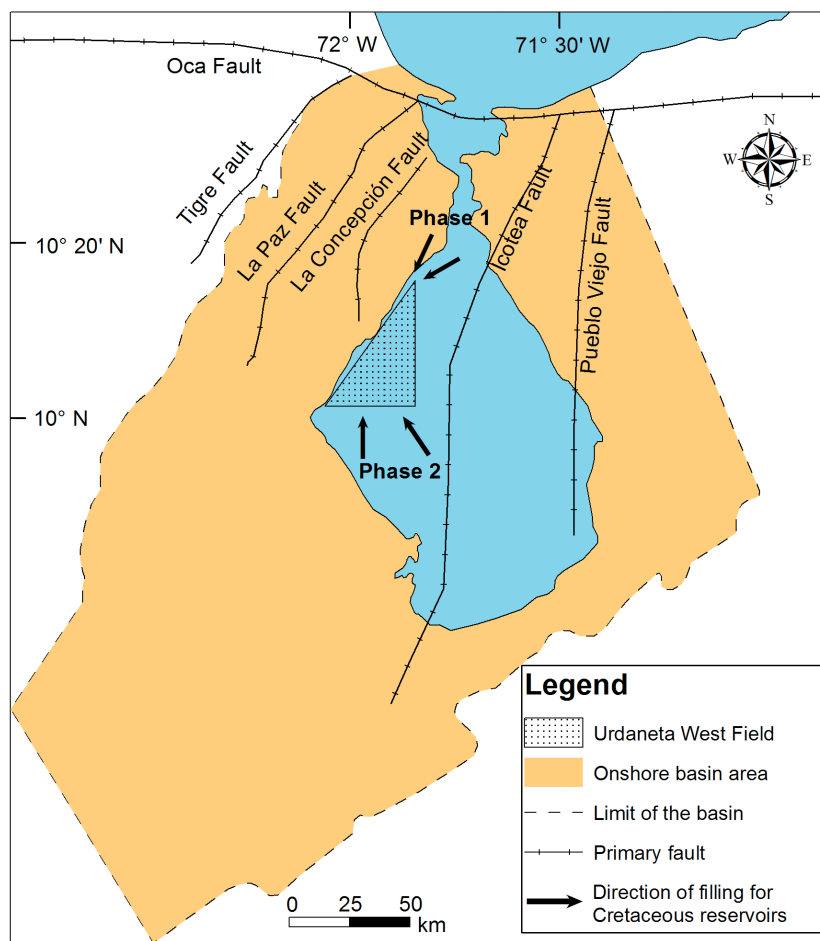 72° W
71° 30' W
Oca Fault
N
W
E
S
Tigre Fault
La Paz Fault
La Concepción Fault
Phase 1
Icotea Fault
Pueblo Viejo Fault
10° 20' N
10° N
Phase 2
Legend
Urdaneta West Field
Onshore basin area
Limit of the basin
Primary fault
Direction of filling for
Cretaceous reservoirs
0 25 50
km